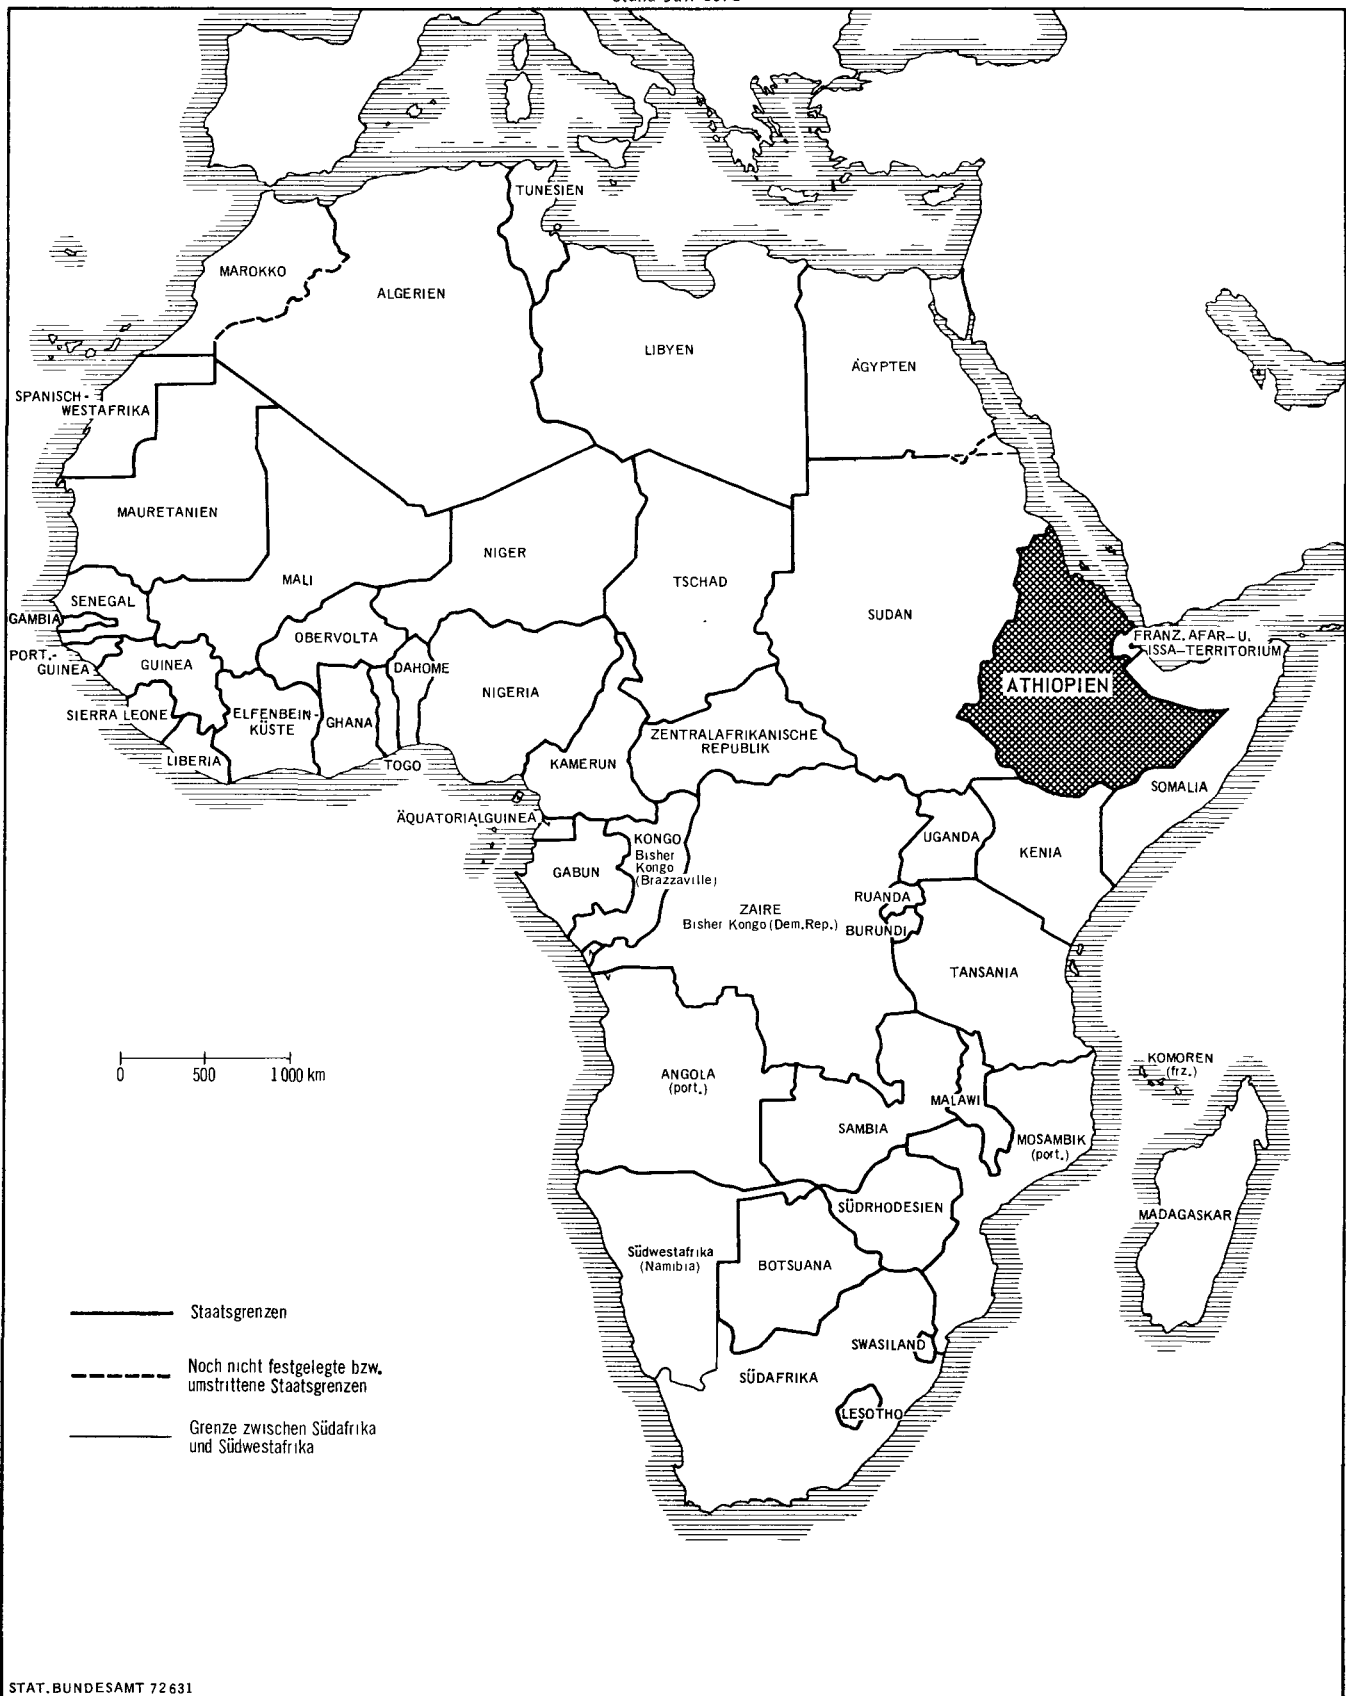 TUNESIEN
MAROKKO
ALGERIEN
LIBYEN
ÄGYPTEN
SPANISCH-
WESTAFRIKA
MAURETANIEN
MALI
NIGER
TSCHAD
SUDAN
SENEGAL
GAMBIA
PORT.-
GUINEA
GUINEA
OBERVOLTA
DAHOME
NIGERIA
FRANZ. AFAR- U.
ISSA-TERRITORIUM
ATHIOPIEN
SIERRA LEONE
ELFENBEIN-
KÜSTE
GHANA
LIBERIA
TOGO
KAMERUN
ZENTRALAFRIKANISCHE
REPUBLIK
SOMALIA
ÄQUATORIALGUINEA
GABUN
KONGO
Bisher
Kongo
(Brazzaville)
UGANDA
KENIA
RUANDA
BURUNDI
ZAIRE
Bisher Kongo (Dem. Rep.)
TANSANIA
0 500 1000 km
ANGOLA
(port.)
SAMBIA
MALAWI
MOSAMBIK
(port.)
KOMOREN
(frz.)
MADAGASKAR
SÜDRHODESIEN
Südwestafrika
(Namibia)
BOTSUANA
SWASILAND
SÜDAFRIKA
LESOTHO
Staatsgrenzen
Noch nicht festgelegte bzw.
umstrittene Staatsgrenzen
Grenze zwischen Südafrika
und Südwestafrika
STAT. BUNDESAMT 72631